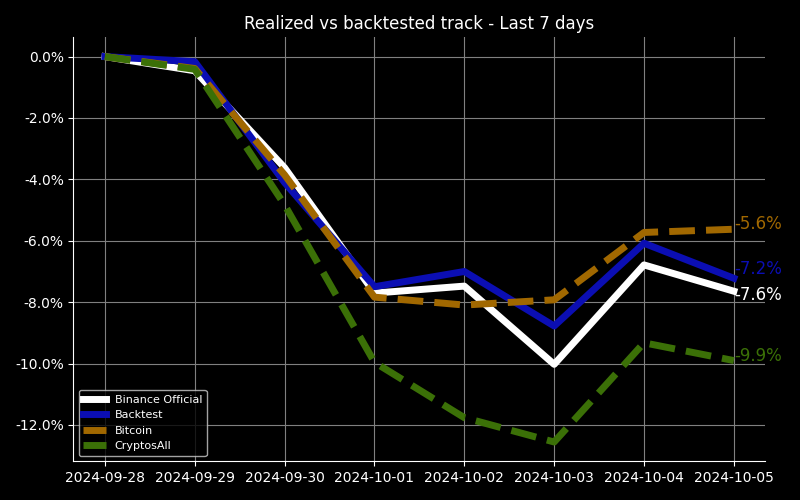 Realized vs backtested track - Last 7 days
0.0%
-2.0%
-4.0%
-6.0%
-8.0%
-10.0%
-12.0%
-5.6%
-7.2%
-7.6%
-9.9%
Binance Official
Backtest
Bitcoin
CryptosAll
2024-09-28 2024-09-29 2024-09-30 2024-10-01 2024-10-02 2024-10-03 2024-10-04 2024-10-05